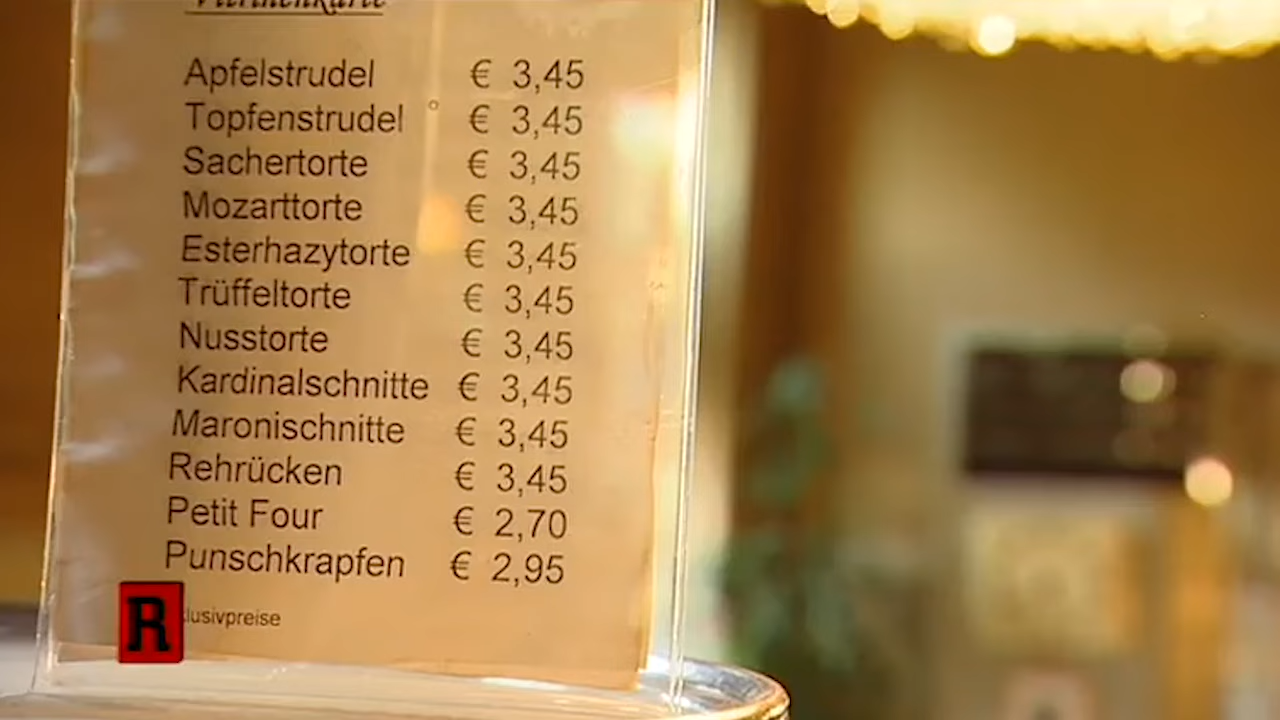 Vitrinenkarte
Apfelstrudel € 3,45
Topfenstrudel € 3,45
Sachertorte € 3,45
Mozarttorte € 3,45
Esterhazytorte € 3,45
Trüffeltorte € 3,45
Nusstorte € 3,45
Kardinalschnitte € 3,45
Maronischnitte € 3,45
Rehrücken € 3,45
Petit Four € 2,70
Punschkrapfen € 2,95
R